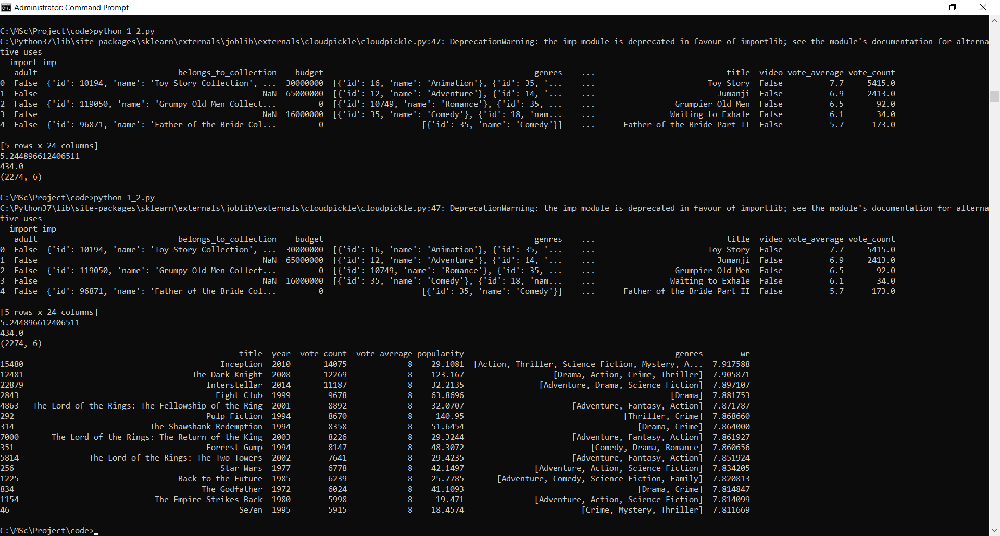 Administrator: Command Prompt
C:\MSc\Project\code>python 1_2.py
C:\Python37\lib\site-packages\sklearn\externals\joblib\externals\cloudpickle\cloudpickle.py:47: DeprecationWarning: the imp module is deprecated in favour of importlib; see the module's documentation for alterna
tive uses
  import imp
   adult                              belongs_to_collection    budget                                             genres    ...                            title  video vote_average vote_count
0  False  {'id': 10194, 'name': 'Toy Story Collection', ...  30000000  [{'id': 16, 'name': 'Animation'}, {'id': 35, '...    ...                        Toy Story  False          7.7     5415.0
1  False                                                NaN  65000000  [{'id': 12, 'name': 'Adventure'}, {'id': 14, '...    ...                          Jumanji  False          6.9     2413.0
2  False  {'id': 119050, 'name': 'Grumpy Old Men Collect...         0  [{'id': 10749, 'name': 'Romance'}, {'id': 35, ...    ...                 Grumpier Old Men  False          6.5       92.0
3  False                                                NaN  16000000  [{'id': 35, 'name': 'Comedy'}, {'id': 18, 'nam...    ...                Waiting to Exhale  False          6.1       34.0
4  False  {'id': 96871, 'name': 'Father of the Bride Col...         0                     [{'id': 35, 'name': 'Comedy'}]    ...      Father of the Bride Part II  False          5.7      173.0
[5 rows x 24 columns]
5.244896612406511
434.0
(2274, 6)
C:\MSc\Project\code>python 1_2.py
C:\Python37\lib\site-packages\sklearn\externals\joblib\externals\cloudpickle\cloudpickle.py:47: DeprecationWarning: the imp module is deprecated in favour of importlib; see the module's documentation for alterna
tive uses
  import imp
   adult                              belongs_to_collection    budget                                             genres    ...                            title  video vote_average vote_count
0  False  {'id': 10194, 'name': 'Toy Story Collection', ...  30000000  [{'id': 16, 'name': 'Animation'}, {'id': 35, '...    ...                        Toy Story  False          7.7     5415.0
1  False                                                NaN  65000000  [{'id': 12, 'name': 'Adventure'}, {'id': 14, '...    ...                          Jumanji  False          6.9     2413.0
2  False  {'id': 119050, 'name': 'Grumpy Old Men Collect...         0  [{'id': 10749, 'name': 'Romance'}, {'id': 35, ...    ...                 Grumpier Old Men  False          6.5       92.0
3  False                                                NaN  16000000  [{'id': 35, 'name': 'Comedy'}, {'id': 18, 'nam...    ...                Waiting to Exhale  False          6.1       34.0
4  False  {'id': 96871, 'name': 'Father of the Bride Col...         0                     [{'id': 35, 'name': 'Comedy'}]    ...      Father of the Bride Part II  False          5.7      173.0
[5 rows x 24 columns]
5.244896612406511
434.0
(2274, 6)
title  year  vote_count  vote_average popularity  genres  wr
15480  Inception  2010  14075  8  29.1081  [Action, Thriller, Science Fiction, Mystery, A...  7.917588
12481  The Dark Knight  2008  12269  8  123.167  [Drama, Action, Crime, Thriller]  7.905871
22879  Interstellar  2014  11187  8  32.2135  [Adventure, Drama, Science Fiction]  7.897107
2843  Fight Club  1999  9678  8  63.8696  [Drama]  7.881753
4863  The Lord of the Rings: The Fellowship of the Ring  2001  8892  8  32.0707  [Adventure, Fantasy, Action]  7.871787
292  Pulp Fiction  1994  8670  8  140.95  [Thriller, Crime]  7.868660
314  The Shawshank Redemption  1994  8358  8  51.6454  [Drama, Crime]  7.864000
7000  The Lord of the Rings: The Return of the King  2003  8226  8  29.3244  [Adventure, Fantasy, Action]  7.861927
351  Forrest Gump  1994  8147  8  48.3072  [Comedy, Drama, Romance]  7.860656
5814  The Lord of the Rings: The Two Towers  2002  7641  8  29.4235  [Adventure, Fantasy, Action]  7.851924
256  Star Wars  1977  6778  8  42.1497  [Adventure, Action, Science Fiction]  7.834205
1225  Back to the Future  1985  6239  8  25.7785  [Adventure, Comedy, Science Fiction, Family]  7.820813
834  The Godfather  1972  6024  8  41.1093  [Drama, Crime]  7.814847
1154  The Empire Strikes Back  1980  5998  8  19.471  [Adventure, Action, Science Fiction]  7.814099
46  Se7en  1995  5915  8  18.4574  [Crime, Mystery, Thriller]  7.811669
C:\MSc\Project\code>